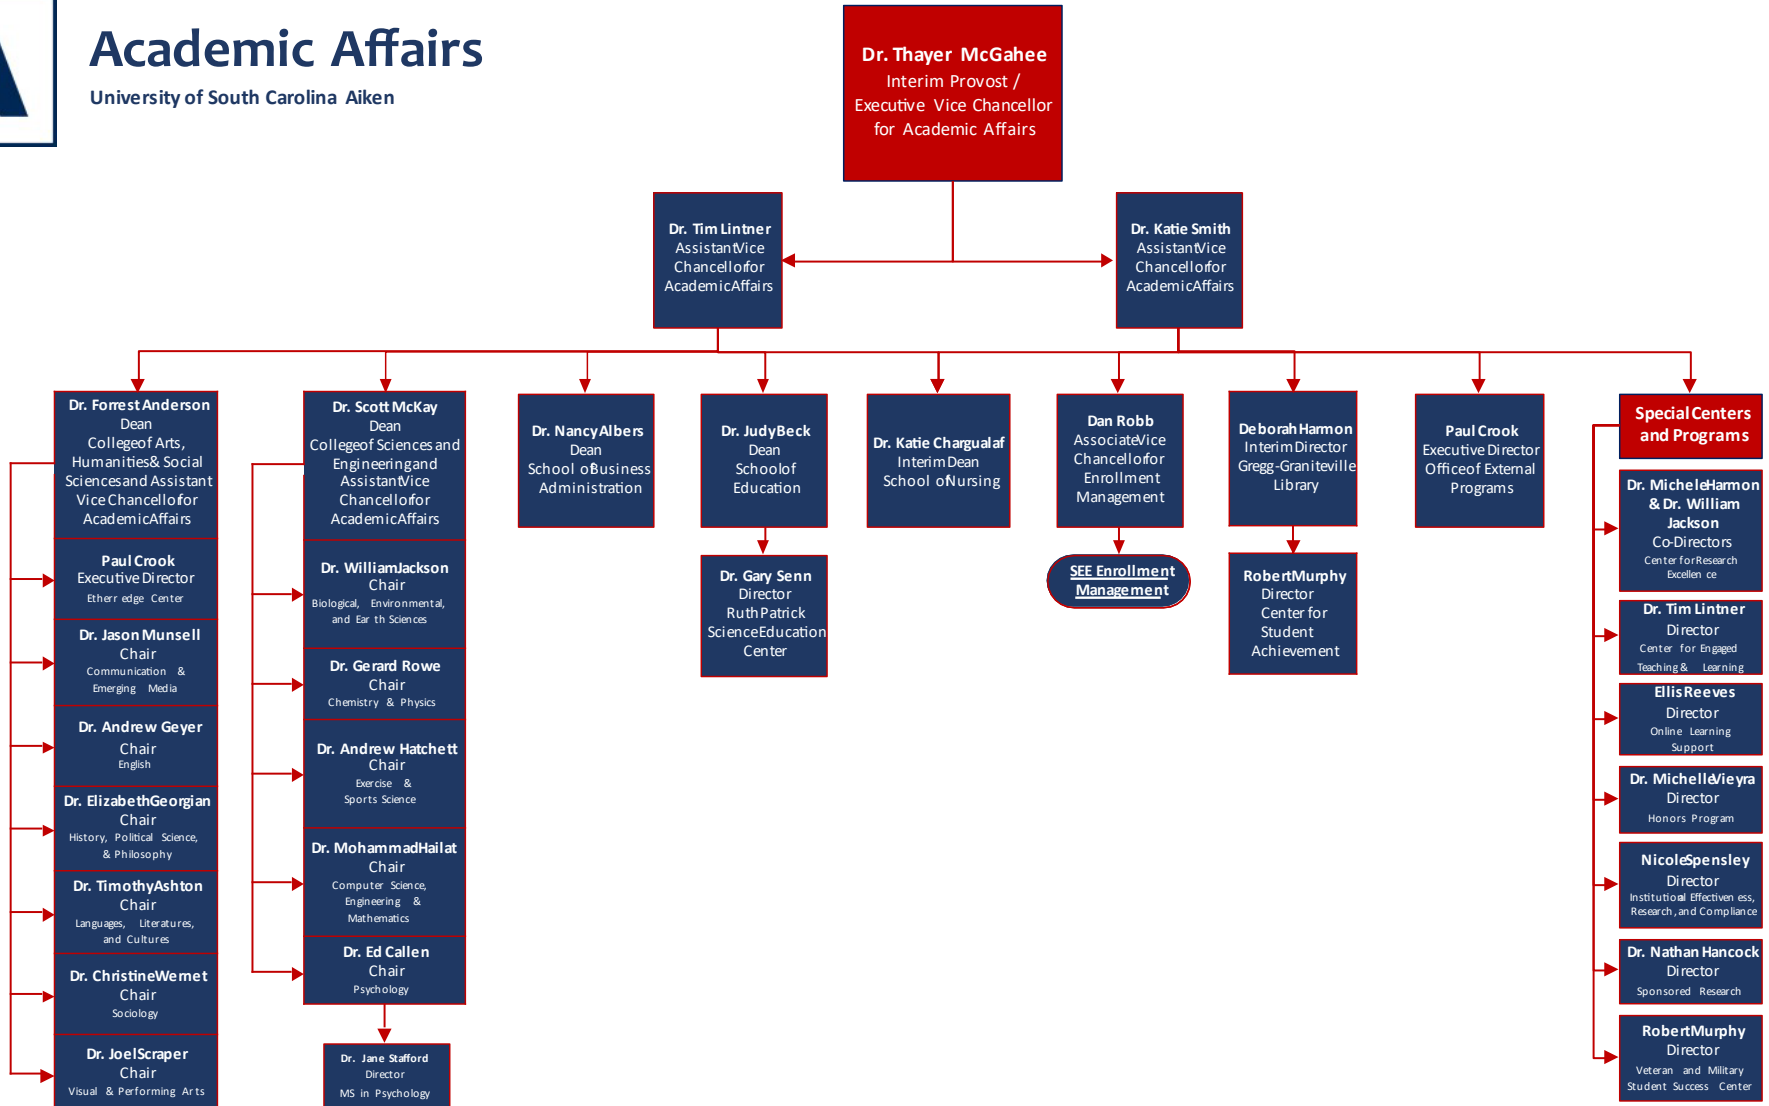 Academic Affairs
University of South Carolina Aiken
Dr. Thayer McGahee
Interim Provost /
Executive Vice Chancellor
for Academic Affairs
Dr. Tim Lintner
Assistant Vice
Chancellor for
Academic Affairs
Dr. Katie Smith
Assistant Vice
Chancellor for
Academic Affairs
Dr. Forrest Anderson
Dean
College of Arts,
Humanities & Social
Sciences and Assistant
Vice Chancellor for
Academic Affairs
Paul Crook
Executive Director
Etherredge Center
Dr. Jason Munsell
Chair
Communication &
Emerging Media
Dr. Andrew Geyer
Chair
English
Dr. Elizabeth Georgian
Chair
History, Political Science,
& Philosophy
Dr. Timothy Ashton
Chair
Languages, Literatures,
and Cultures
Dr. Christine Wernet
Chair
Sociology
Dr. Joel Scraper
Chair
Visual & Performing Arts
Dr. Scott McKay
Dean
College of Sciences and
Engineering and
Assistant Vice
Chancellor for
Academic Affairs
Dr. William Jackson
Chair
Biological, Environmental,
and Earth Sciences
Dr. Gerard Rowe
Chair
Chemistry & Physics
Dr. Andrew Hatchett
Chair
Exercise &
Sports Science
Dr. Mohammad Hailat
Chair
Computer Science,
Engineering &
Mathematics
Dr. Ed Callen
Chair
Psychology
Dr. Jane Stafford
Director
MS in Psychology
Dr. Nancy Albers
Dean
School of Business
Administration
Dr. Judy Beck
Dean
School of
Education
Dr. Gary Senn
Director
Ruth Patrick
Science Education
Center
Dr. Katie Chargualaf
Interim Dean
School of Nursing
Dan Robb
Associate Vice
Chancellor for
Enrollment
Management
SEE Enrollment
Management
Deborah Harmon
Interim Director
Gregg-Graniteville
Library
Robert Murphy
Director
Center for
Student
Achievement
Paul Crook
Executive Director
Office of External
Programs
Special Centers
and Programs
Dr. Michele Harmon
& Dr. William
Jackson
Co-Directors
Center for Research
Excellence
Dr. Tim Lintner
Director
Center for Engaged
Teaching & Learning
Ellis Reeves
Director
Online Learning
Support
Dr. Michelle Vieyra
Director
Honors Program
Nicole Spensley
Director
Institutional Effectiveness,
Research, and Compliance
Dr. Nathan Hancock
Director
Sponsored Research
Robert Murphy
Director
Veteran and Military
Student Success Center